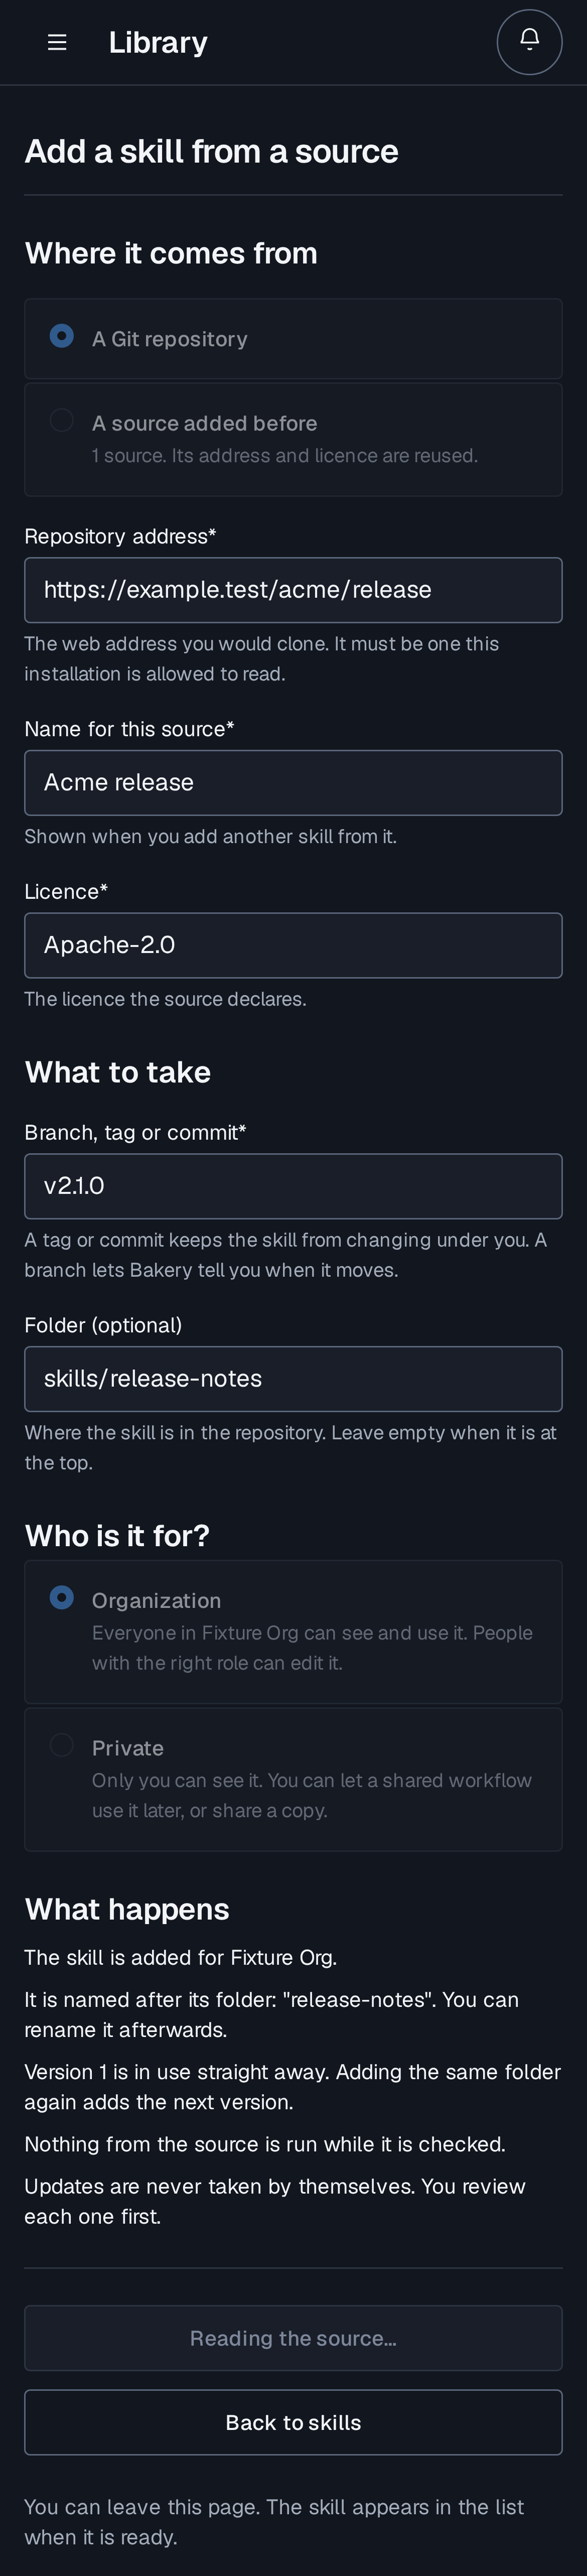 Library
Add a skill from a source
Where it comes from
A Git repository
A source added before
1 source. Its address and licence are reused.
Repository address*
https://example.test/acme/release
The web address you would clone. It must be one this
installation is allowed to read.
Name for this source*
Acme release
Shown when you add another skill from it.
Licence*
Apache-2.0
The licence the source declares.
What to take
Branch, tag or commit*
v2.1.0
A tag or commit keeps the skill from changing under you. A
branch lets Bakery tell you when it moves.
Folder (optional)
skills/release-notes
Where the skill is in the repository. Leave empty when it is at
the top.
Who is it for?
Organization
Everyone in Fixture Org can see and use it. People
with the right role can edit it.
Private
Only you can see it. You can let a shared workflow
use it later, or share a copy.
What happens
The skill is added for Fixture Org.
It is named after its folder: "release-notes". You can
rename it afterwards.
Version 1 is in use straight away. Adding the same folder
again adds the next version.
Nothing from the source is run while it is checked.
Updates are never taken by themselves. You review
each one first.
Reading the source…
Back to skills
You can leave this page. The skill appears in the list
when it is ready.